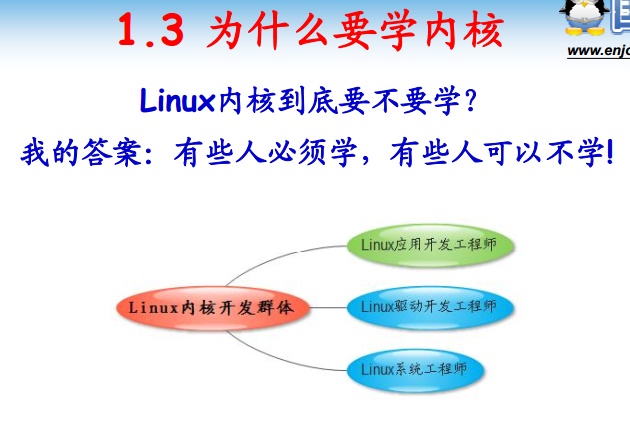 1.3 为什么要学内核
www.enjo
Linux内核到底要不要学？
我的答案：有些人必须学，有些人可以不学!
Linux应用开发工程师
Linux内核开发群体
Linux驱动开发工程师
Linux系统工程师